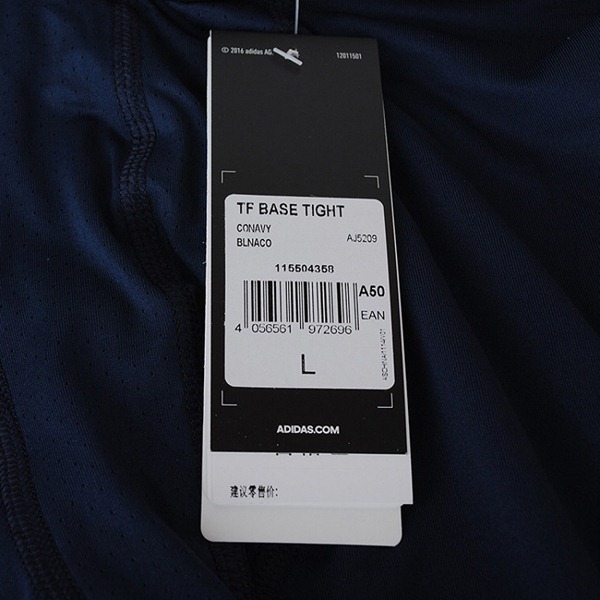 © 2016 adidas AG.
12011501
TF BASE TIGHT
CONAVY
BLNACO AJ5209
115504358
A50
EAN
4 056561 972696
L
ADIDAS.COM
建议零售价: